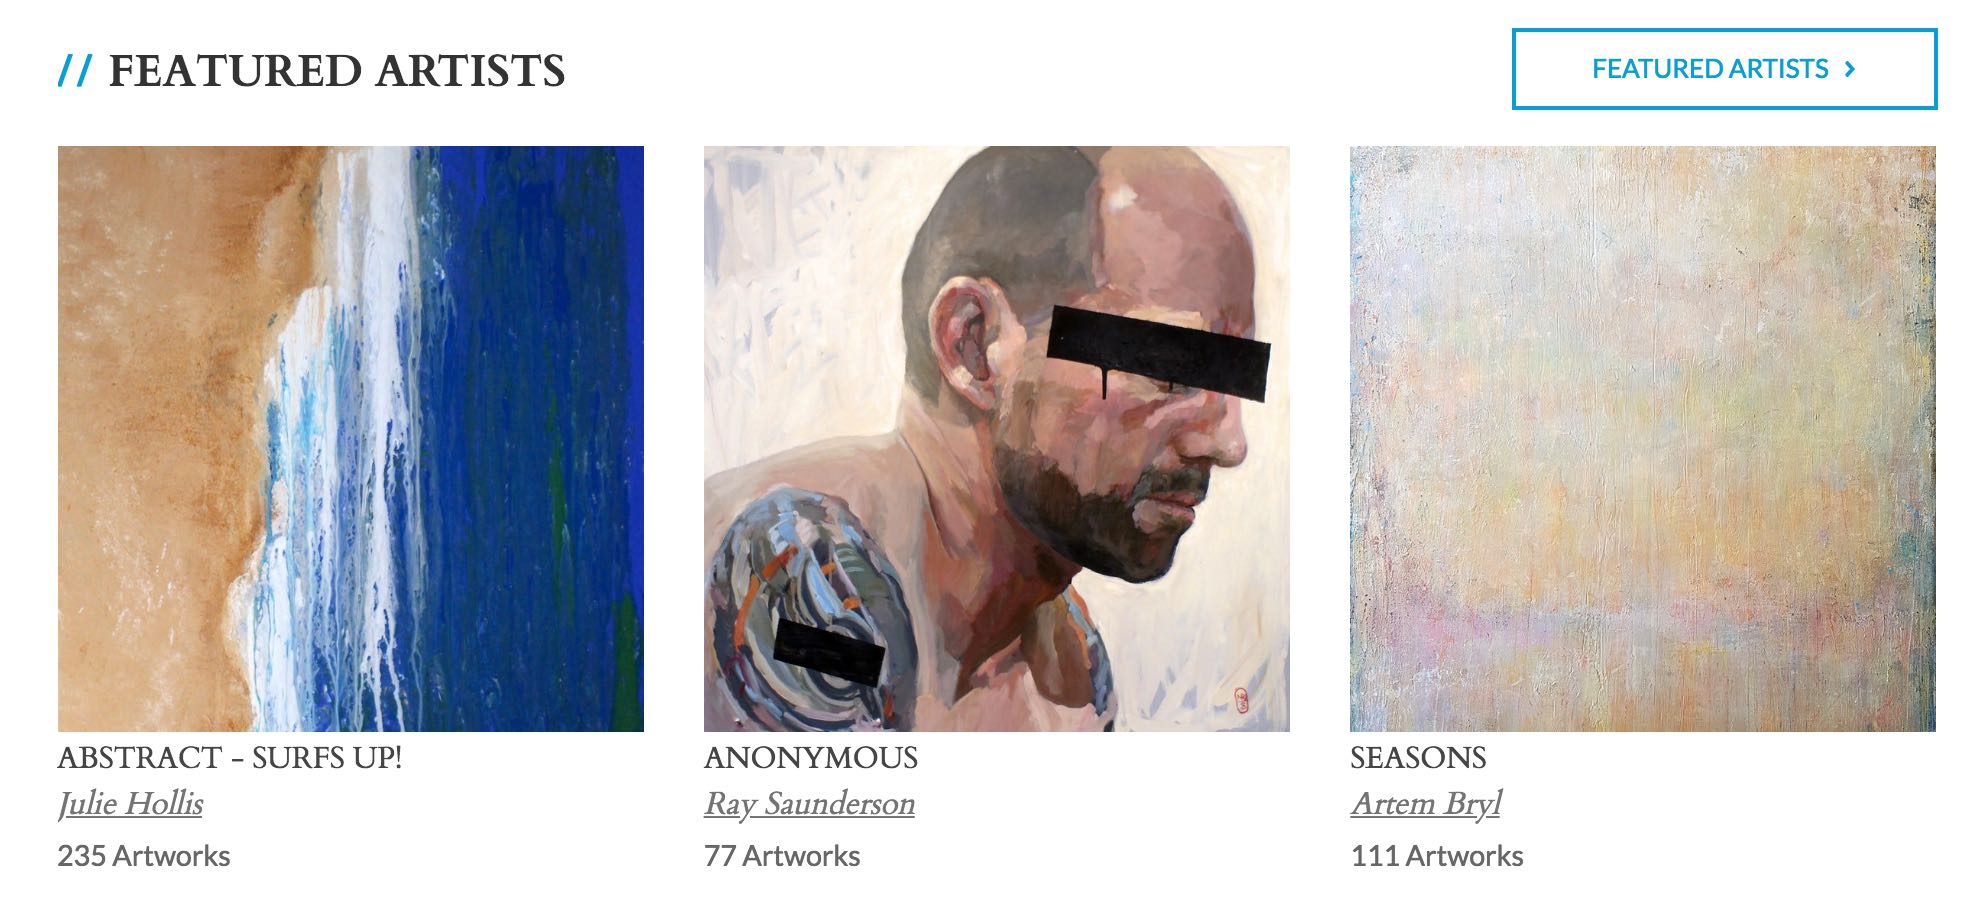 // FEATURED ARTISTS
FEATURED ARTISTS >
ABSTRACT - SURFS UP!
Julie Hollis
235 Artworks
ANONYMOUS
Ray Saunderson
77 Artworks
SEASONS
Artem Bryl
111 Artworks